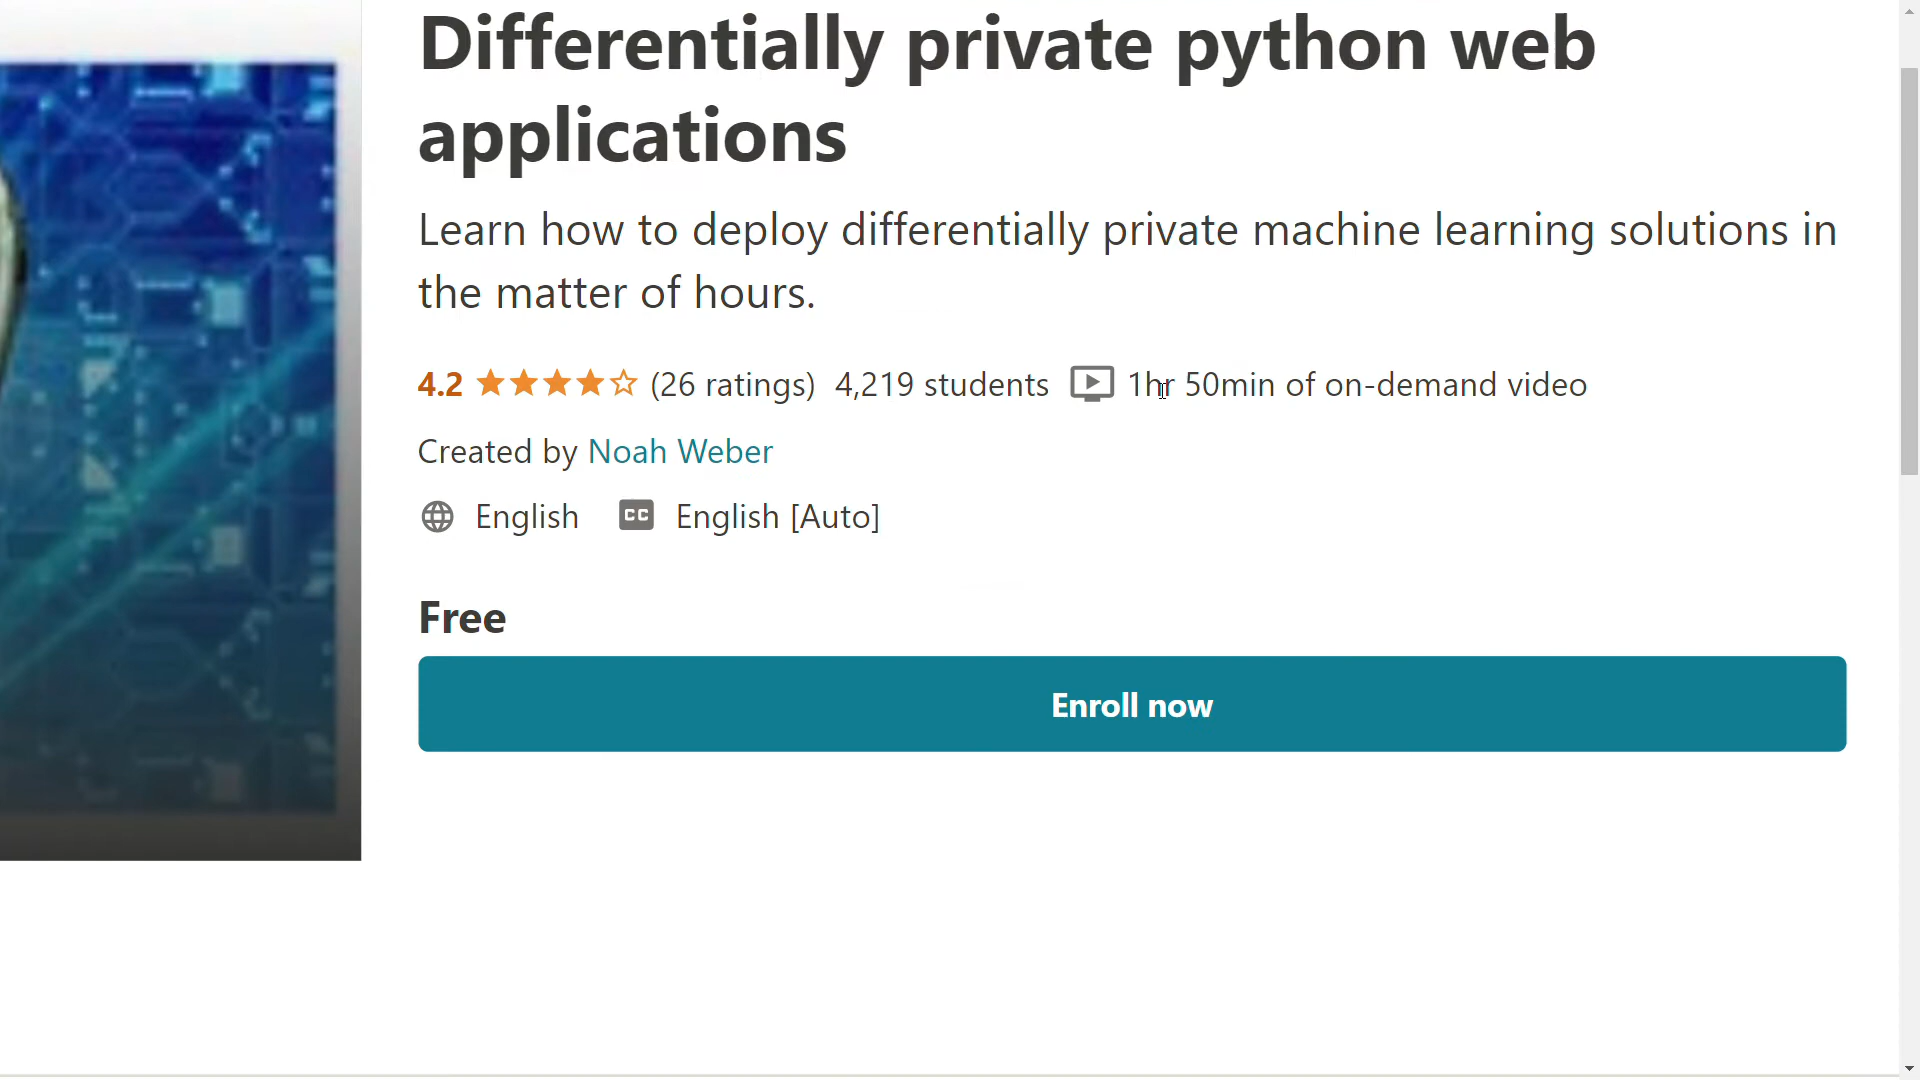 Differentially private python web
applications
Learn how to deploy differentially private machine learning solutions in
the matter of hours.
4.2 (26 ratings) 4,219 students 1hr 50min of on-demand video
Created by Noah Weber
English CC English [Auto]
Free
Enroll now